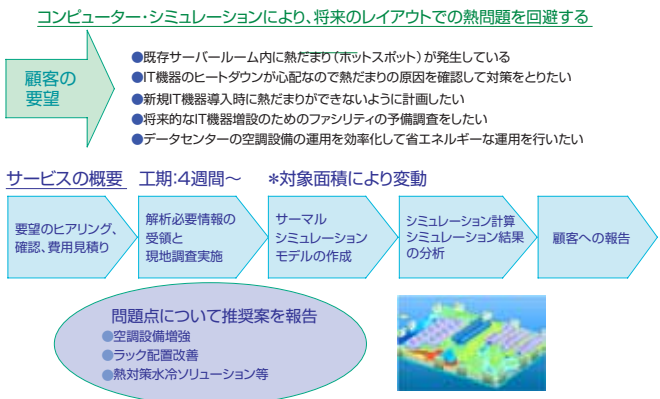 コンピューター・シミュレーションにより、将来のレイアウトでの熱問題を回避する
顧客の
要望
●既存サーバールーム内に熱だまり(ホットスポット)が発生している
●IT機器のヒートダウンが心配なので熱だまりの原因を確認して対策をとりたい
●新規IT機器導入時に熱だまりができないように計画したい
●将来的なIT機器増設のためのファシリティの予備調査をしたい
●データセンターの空調設備の運用を効率化して省エネルギーな運用を行いたい
サービスの概要 工期:4週間~ *対象面積により変動
要望のヒアリング、
確認、費用見積り
解析必要情報の
受領と
現地調査実施
サーマル
シミュレーション
モデルの作成
シミュレーション計算
シミュレーション結果
の分析
顧客への報告
問題点について推奨案を報告
●空調設備増強
●ラック配置改善
●熱対策水冷ソリューション等